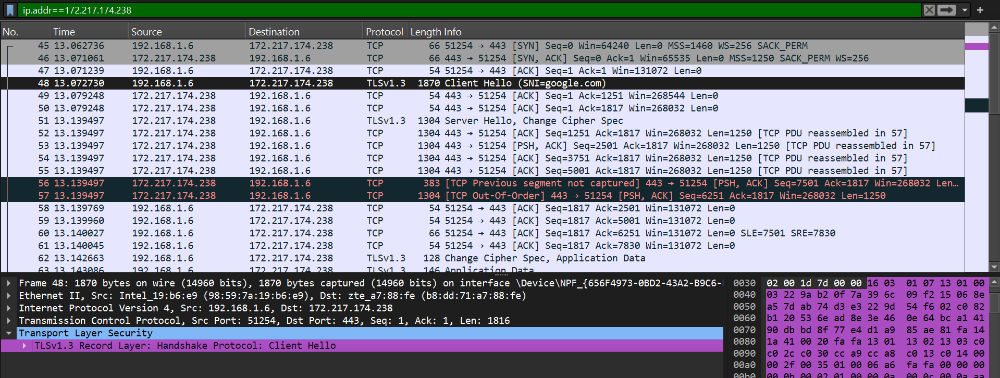 ip.addr==172.217.174.238
No. Time Source Destination Protocol Length Info
45 13.062736 192.168.1.6 172.217.174.238 TCP 66 51254 → 443 [SYN] Seq=0 Win=64240 Len=0 MSS=1460 WS=256 SACK_PERM
46 13.071061 172.217.174.238 192.168.1.6 TCP 66 443 → 51254 [SYN, ACK] Seq=0 Ack=1 Win=65535 Len=0 MSS=1250 SACK_PERM WS=256
47 13.071239 192.168.1.6 172.217.174.238 TCP 54 51254 → 443 [ACK] Seq=1 Ack=1 Win=131072 Len=0
48 13.072730 192.168.1.6 172.217.174.238 TLSv1.3 1870 Client Hello (SNI=google.com)
49 13.079248 172.217.174.238 192.168.1.6 TCP 54 443 → 51254 [ACK] Seq=1 Ack=1251 Win=268544 Len=0
50 13.079248 172.217.174.238 192.168.1.6 TCP 54 443 → 51254 [ACK] Seq=1 Ack=1817 Win=268032 Len=0
51 13.139497 172.217.174.238 192.168.1.6 TLSv1.3 1304 Server Hello, Change Cipher Spec
52 13.139497 172.217.174.238 192.168.1.6 TCP 1304 443 → 51254 [ACK] Seq=1251 Ack=1817 Win=268032 Len=1250 [TCP PDU reassembled in 57]
53 13.139497 172.217.174.238 192.168.1.6 TCP 1304 443 → 51254 [PSH, ACK] Seq=2501 Ack=1817 Win=268032 Len=1250 [TCP PDU reassembled in 57]
54 13.139497 172.217.174.238 192.168.1.6 TCP 1304 443 → 51254 [ACK] Seq=3751 Ack=1817 Win=268032 Len=1250 [TCP PDU reassembled in 57]
55 13.139497 172.217.174.238 192.168.1.6 TCP 1304 443 → 51254 [ACK] Seq=5001 Ack=1817 Win=268032 Len=1250 [TCP PDU reassembled in 57]
56 13.139497 172.217.174.238 192.168.1.6 TCP 383 [TCP Previous segment not captured] 443 → 51254 [PSH, ACK] Seq=7501 Ack=1817 Win=268032 Len…
57 13.139497 172.217.174.238 192.168.1.6 TCP 1304 [TCP Out-Of-Order] 443 → 51254 [PSH, ACK] Seq=6251 Ack=1817 Win=268032 Len=1250
58 13.139769 192.168.1.6 172.217.174.238 TCP 54 51254 → 443 [ACK] Seq=1817 Ack=2501 Win=131072 Len=0
59 13.139960 192.168.1.6 172.217.174.238 TCP 54 51254 → 443 [ACK] Seq=1817 Ack=5001 Win=131072 Len=0
60 13.140027 192.168.1.6 172.217.174.238 TCP 66 51254 → 443 [ACK] Seq=1817 Ack=6251 Win=131072 Len=0 SLE=7501 SRE=7830
61 13.140045 192.168.1.6 172.217.174.238 TCP 54 51254 → 443 [ACK] Seq=1817 Ack=7830 Win=131072 Len=0
62 13.142663 192.168.1.6 172.217.174.238 TLSv1.3 128 Change Cipher Spec, Application Data
63 13.143086 192.168.1.6 172.217.174.238 TLSv1.3 146 Application Data
Frame 48: 1870 bytes on wire (14960 bits), 1870 bytes captured (14960 bits) on interface \Device\NPF_{656F4973-0BD2-43A2-B9C6-
Ethernet II, Src: Intel_19:b6:e9 (98:59:7a:19:b6:e9), Dst: zte_a7:88:fe (b8:dd:71:a7:88:fe)
Internet Protocol Version 4, Src: 192.168.1.6, Dst: 172.217.174.238
Transmission Control Protocol, Src Port: 51254, Dst Port: 443, Seq: 1, Ack: 1, Len: 1816
Transport Layer Security
TLSv1.3 Record Layer: Handshake Protocol: Client Hello
0030 02 00 1d 7d 00 00 16 03 01 07 13 01 00
0040 03 22 9a b2 0f 7a 39 6c 09 f2 15 06 8e
0050 a5 7d ab 74 d3 e3 22 9d 54 f6 02 c0 82
0060 b1 20 53 6e ad 8e 3e 46 0e 64 bc a1 41
0070 90 db bd 8f 77 e4 d1 a9 85 ae 81 fa 14
0080 1a 41 00 20 fa fa 13 01 13 02 13 03 c0
0090 c0 2c c0 30 cc a9 cc a8 c0 13 c0 14 00
00a0 00 2f 00 35 01 00 06 a6 fa fa 00 00 00
00b0 00 0b 00 02 01 00 00 0a 00 0c 00 0a aa